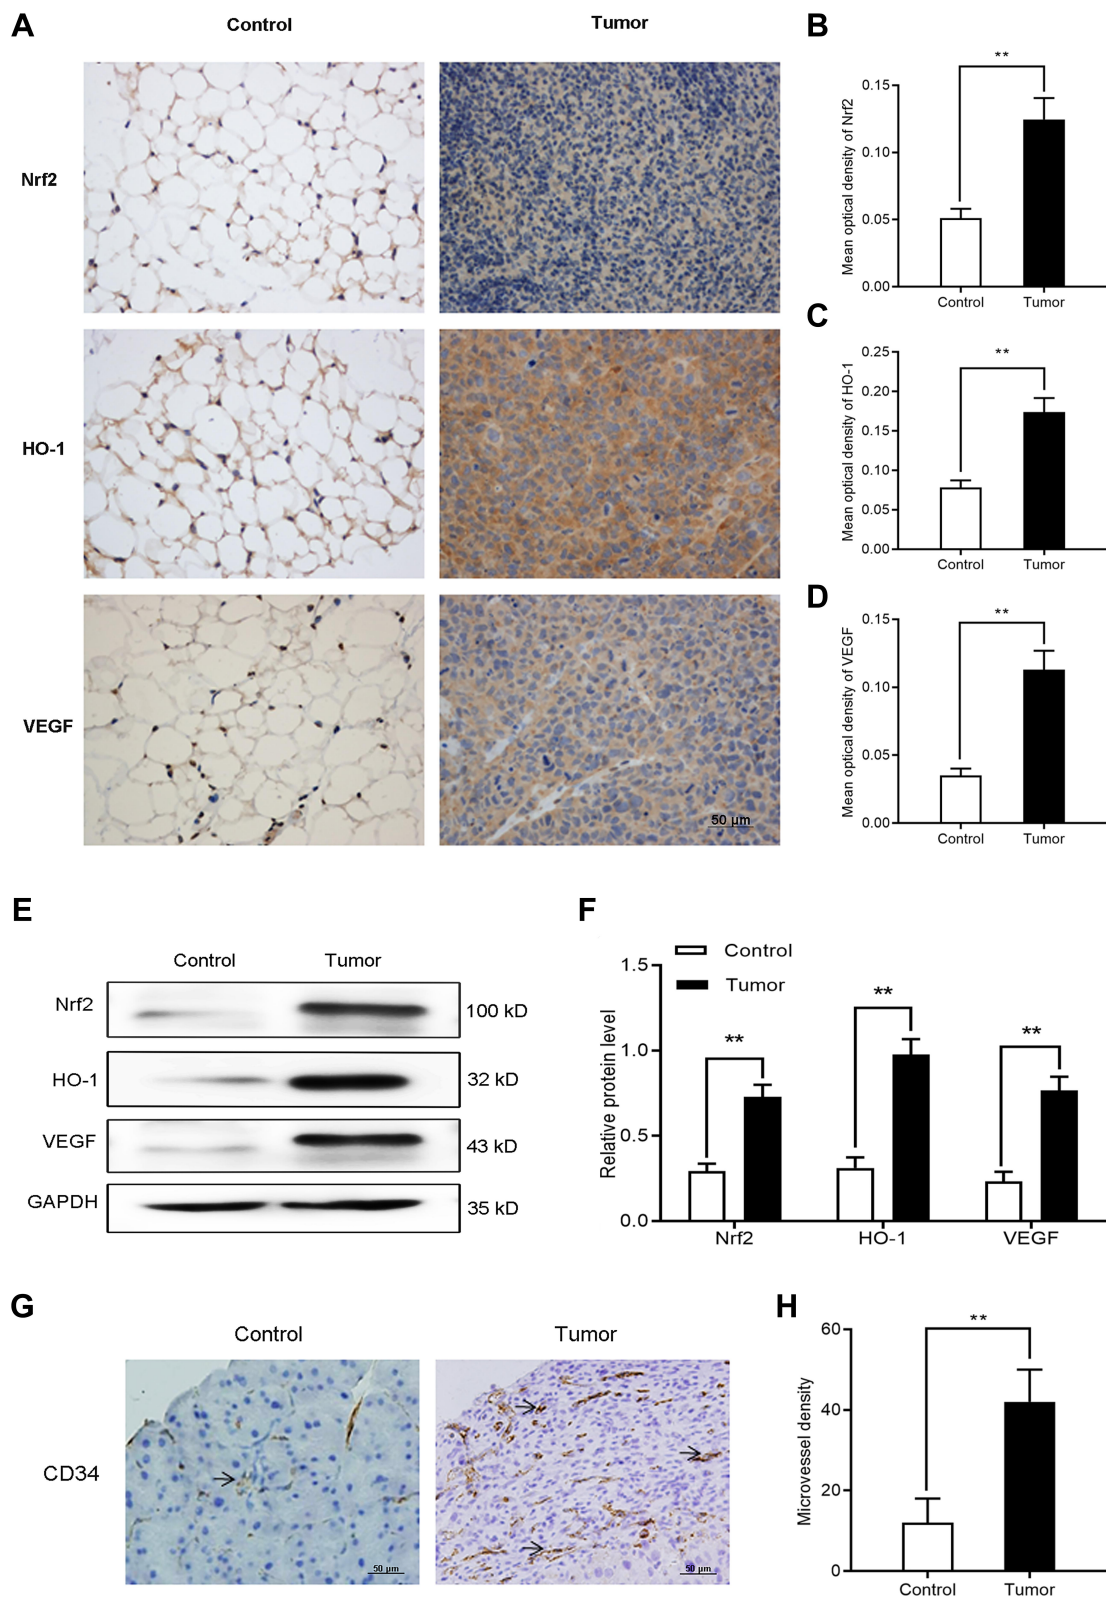 A
Control
Tumor
Nrf2
HO-1
VEGF
50 µm
B
**
Mean optical density of Nrf2
0.15
0.10
0.05
0.00
Control
Tumor
C
**
Mean optical density of HO-1
0.25
0.20
0.15
0.10
0.05
0.00
Control
Tumor
D
**
Mean optical density of VEGF
0.15
0.10
0.05
0.00
Control
Tumor
E
Control
Tumor
Nrf2
100 kD
HO-1
32 kD
VEGF
43 kD
GAPDH
35 kD
F
Control
Tumor
Relative protein level
1.5
1.0
0.5
0.0
**
**
**
Nrf2
HO-1
VEGF
G
Control
Tumor
CD34
50 µm
50 µm
H
**
Microvessel density
60
40
20
0
Control
Tumor